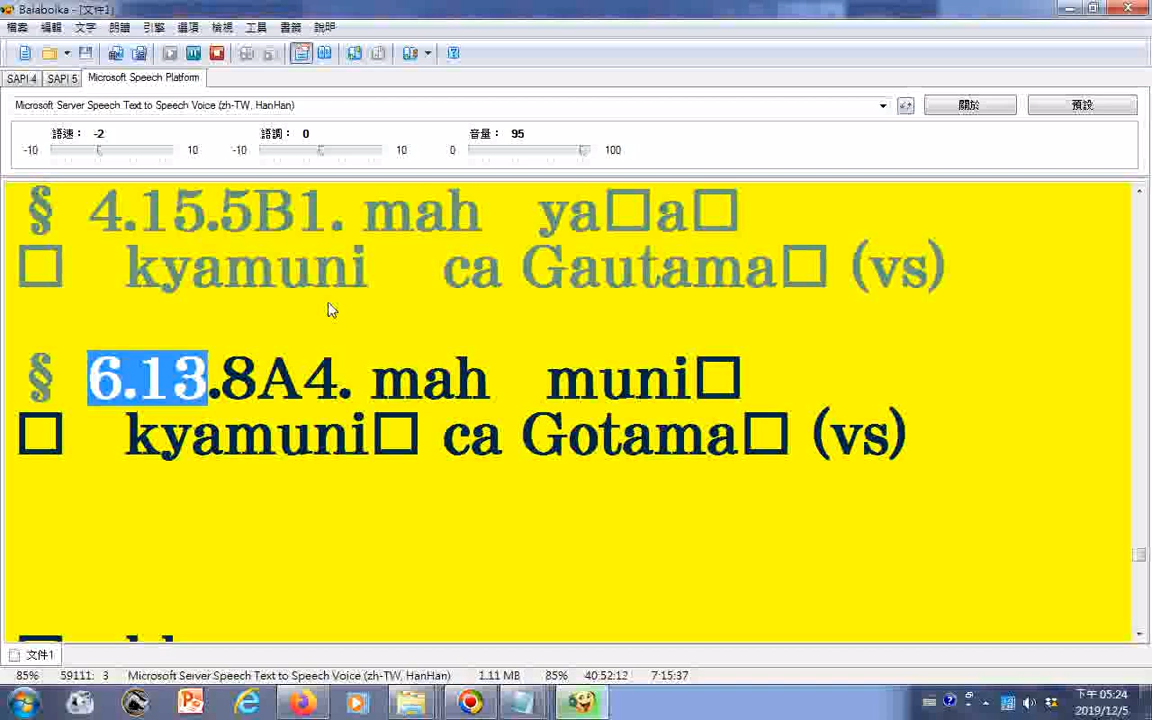 Balabolka - [文件1]
檔案 編輯 文字 朗讀 引擎 選項 檢視 工具 書籤 說明
SAPI 4 SAPI 5 Microsoft Speech Platform
Microsoft Server Speech Text to Speech Voice (zh-TW, HanHan) 關於 預設
語速： -2 語調： 0 音量： 95
-10 10 -10 10 0 100
§ 4.15.5B1. mah ya□a□
□ kyamuni ca Gautama□ (vs)
§ 6.13.8A4. mah muni□
□ kyamuni□ ca Gotama□ (vs)
文件1
85% 59111: 3 Microsoft Server Speech Text to Speech Voice (zh-TW, HanHan) 1.11 MB 85% 40:52:12 7:15:37
下午 05:24
2019/12/5